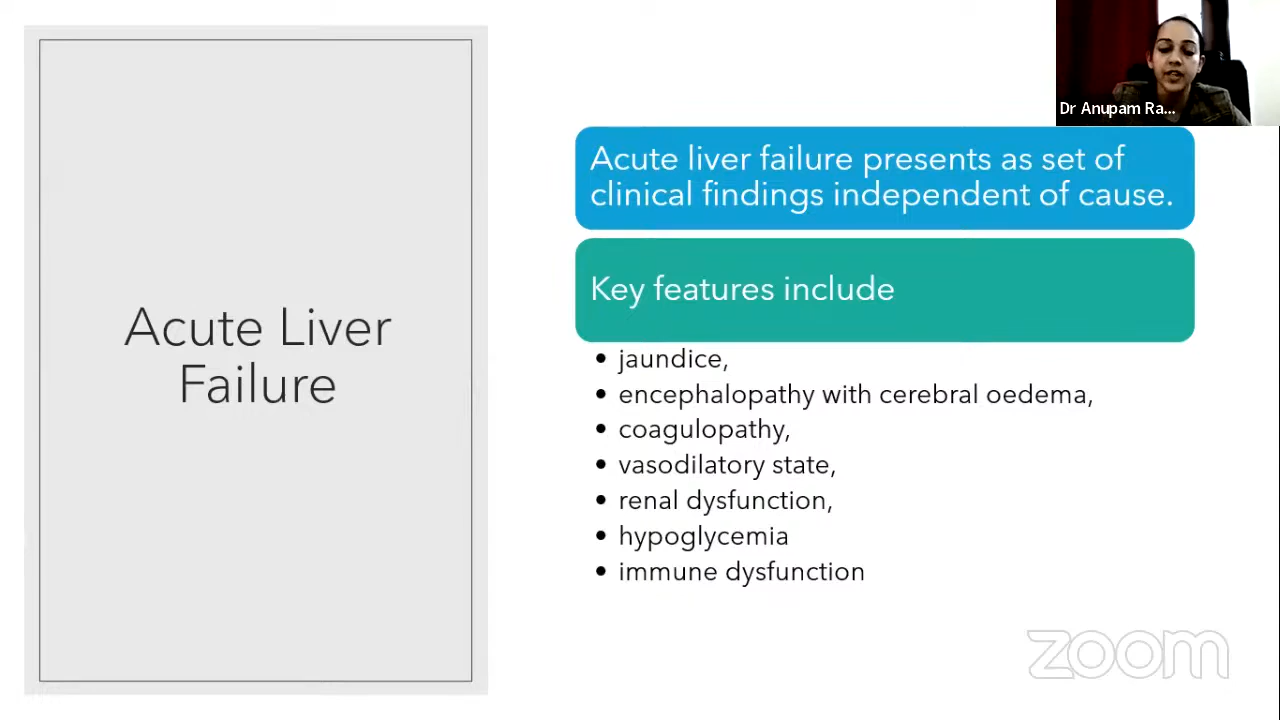 Dr Anupam Ra...
Acute Liver
Failure
Acute liver failure presents as set of
clinical findings independent of cause.
Key features include
• jaundice,
• encephalopathy with cerebral oedema,
• coagulopathy,
• vasodilatory state,
• renal dysfunction,
• hypoglycemia
• immune dysfunction
zoom